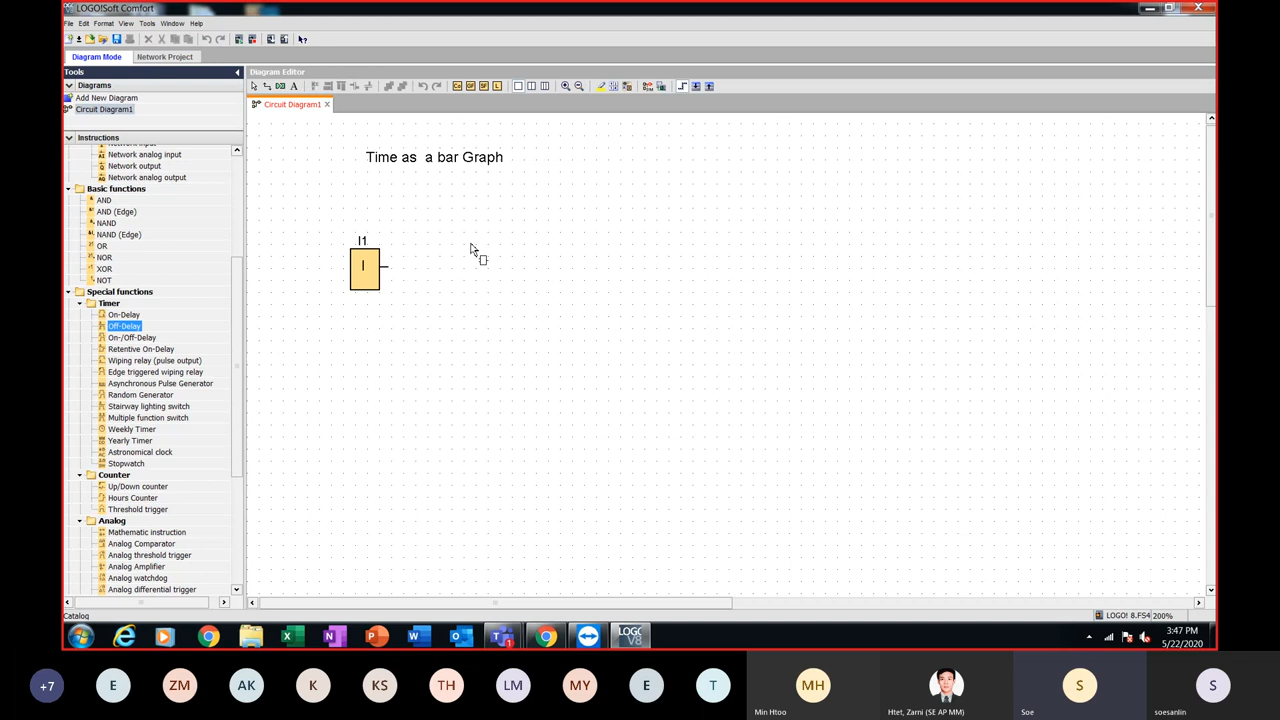 LOGO!Soft Comfort
File Edit Format View Tools Window Help
Diagram Mode Network Project
Tools
Diagrams
Add New Diagram
Circuit Diagram1
Instructions
Network analog input
Network output
Network analog output
Basic functions
AND
AND (Edge)
NAND
NAND (Edge)
OR
NOR
XOR
NOT
Special functions
Timer
On-Delay
Off-Delay
On-/Off-Delay
Retentive On-Delay
Wiping relay (pulse output)
Edge triggered wiping relay
Asynchronous Pulse Generator
Random Generator
Stairway lighting switch
Multiple function switch
Weekly Timer
Yearly Timer
Astronomical clock
Stopwatch
Counter
Up/Down counter
Hours Counter
Threshold trigger
Analog
Mathematic instruction
Analog Comparator
Analog threshold trigger
Analog Amplifier
Analog watchdog
Analog differential trigger
Catalog
Diagram Editor
Circuit Diagram1
Time as a bar Graph
I1
I
LOGO! 8.FS4 200%
LOGO
V8
3:47 PM
5/22/2020
+7 E ZM AK K KS TH LM MY E T MH S S
Min Htoo Htet, Zarni (SE AP MM) Soe soesanlin